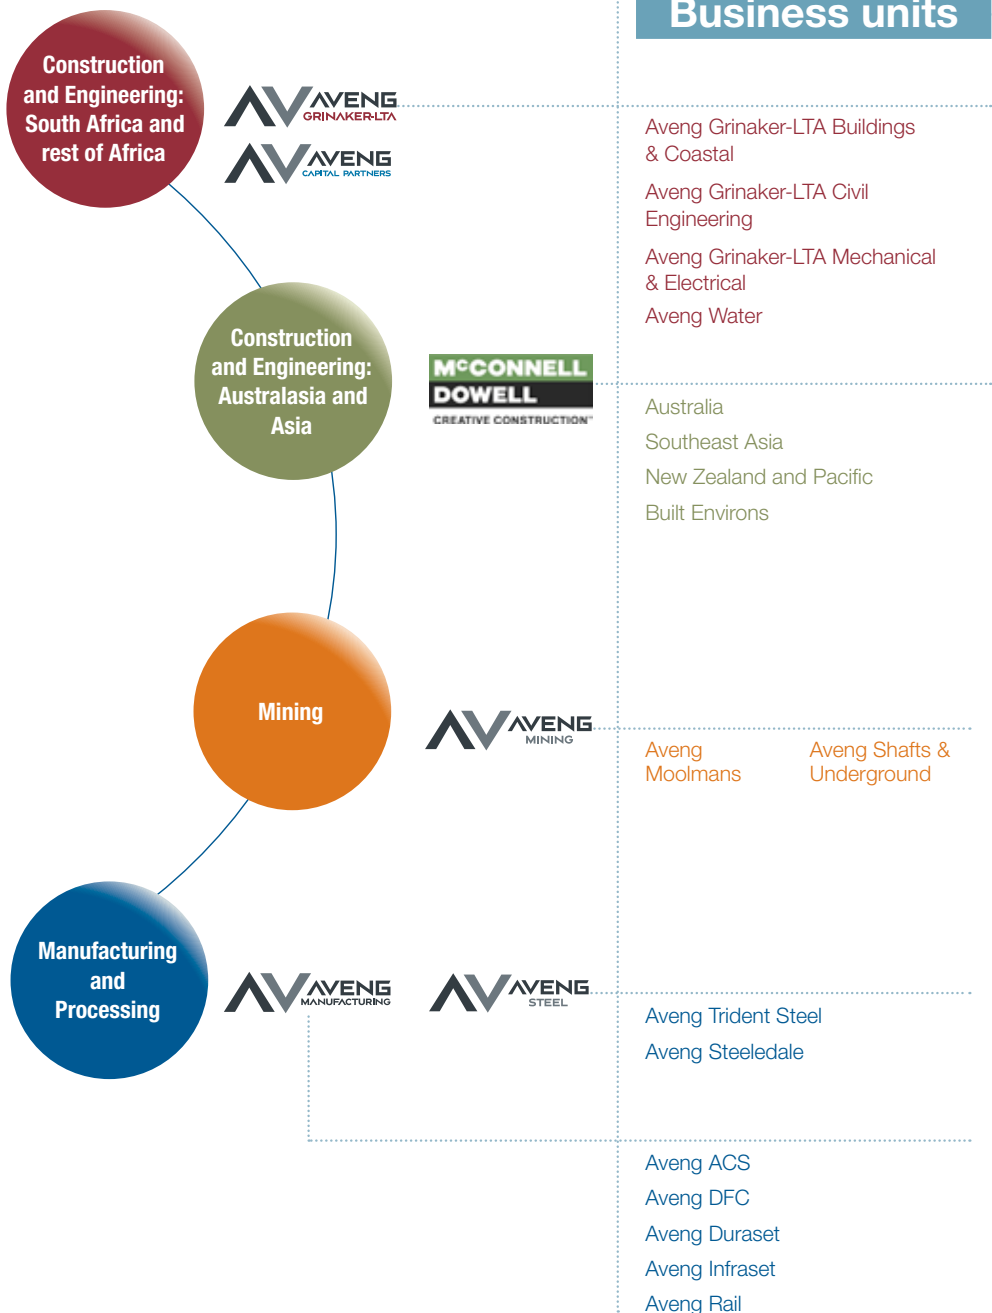 Business units
Construction
and Engineering:
South Africa and
rest of Africa
AVENG
GRINAKER-LTA
AVENG
CAPITAL PARTNERS
Aveng Grinaker-LTA Buildings
& Coastal
Aveng Grinaker-LTA Civil
Engineering
Aveng Grinaker-LTA Mechanical
& Electrical
Aveng Water
Construction
and Engineering:
Australasia and
Asia
McCONNELL
DOWELL
CREATIVE CONSTRUCTION™
Australia
Southeast Asia
New Zealand and Pacific
Built Environs
Mining
AVENG
MINING
Aveng
Moolmans
Aveng Shafts &
Underground
Manufacturing
and
Processing
AVENG
MANUFACTURING
AVENG
STEEL
Aveng Trident Steel
Aveng Steeledale
Aveng ACS
Aveng DFC
Aveng Duraset
Aveng Infraset
Aveng Rail